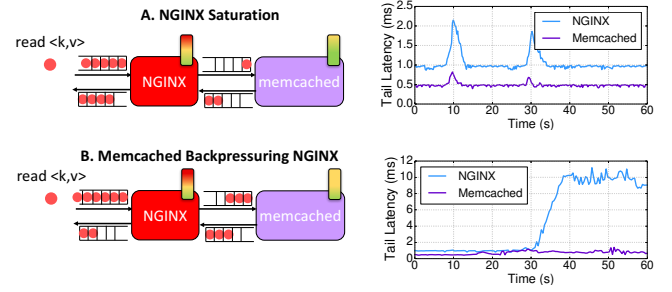 A. NGINX Saturation
read <k,v>
NGINX
memcached
Tail Latency (ms)
2.5
2.0
1.5
1.0
0.5
0.0
0 10 20 30 40 50 60
Time (s)
NGINX
Memcached
B. Memcached Backpressuring NGINX
read <k,v>
NGINX
memcached
Tail Latency (ms)
12
10
8
6
4
2
0
0 10 20 30 40 50 60
Time (s)
NGINX
Memcached